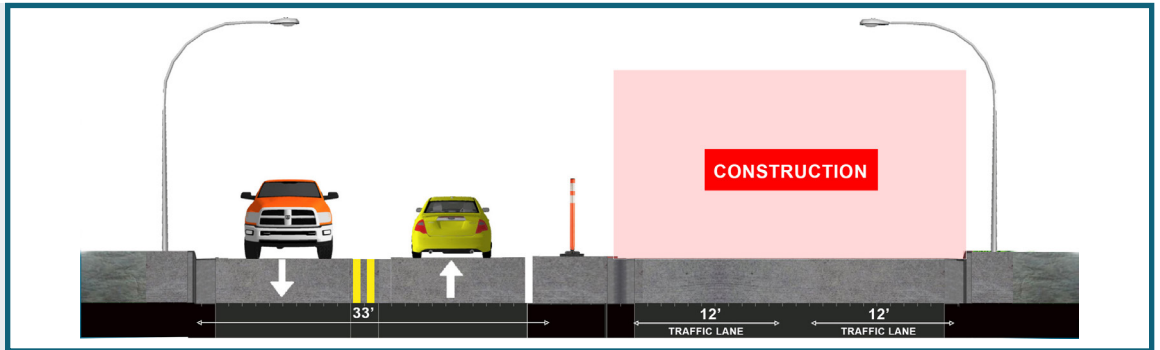 CONSTRUCTION
33’
12’
TRAFFIC LANE
12’
TRAFFIC LANE